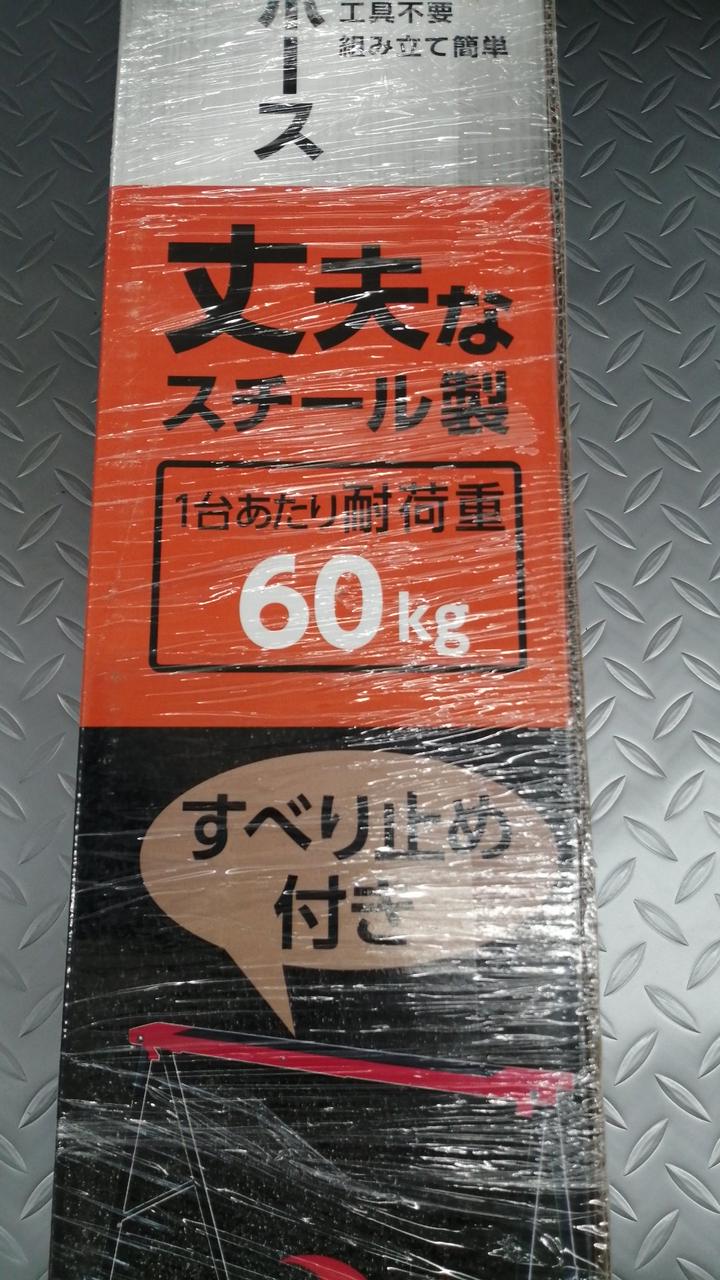 ホース
工具不要
組み立て簡単
丈夫な
スチール製
1台あたり耐荷重
60kg
すべり止め
付き